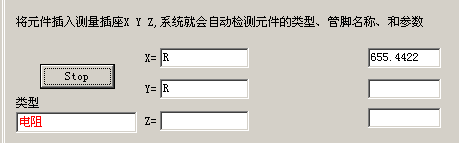 将元件插入测量插座X Y Z,系统就会自动检测元件的类型、管脚名称、和参数
X= R 655.4422
Stop
Y= R
类型
电阻
Z=